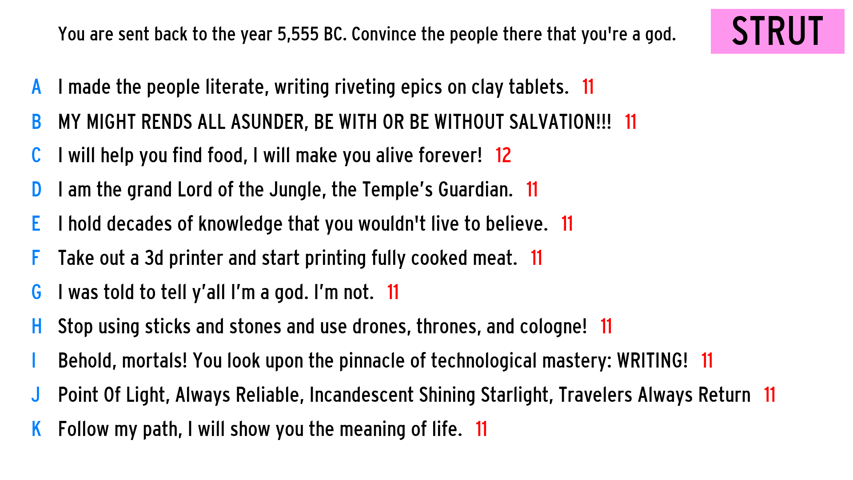 You are sent back to the year 5,555 BC. Convince the people there that you're a god.
STRUT
A I made the people literate, writing riveting epics on clay tablets. 11
B MY MIGHT RENDS ALL ASUNDER, BE WITH OR BE WITHOUT SALVATION!!! 11
C I will help you find food, I will make you alive forever! 12
D I am the grand Lord of the Jungle, the Temple’s Guardian. 11
E I hold decades of knowledge that you wouldn't live to believe. 11
F Take out a 3d printer and start printing fully cooked meat. 11
G I was told to tell y’all I’m a god. I’m not. 11
H Stop using sticks and stones and use drones, thrones, and cologne! 11
I Behold, mortals! You look upon the pinnacle of technological mastery: WRITING! 11
J Point Of Light, Always Reliable, Incandescent Shining Starlight, Travelers Always Return 11
K Follow my path, I will show you the meaning of life. 11